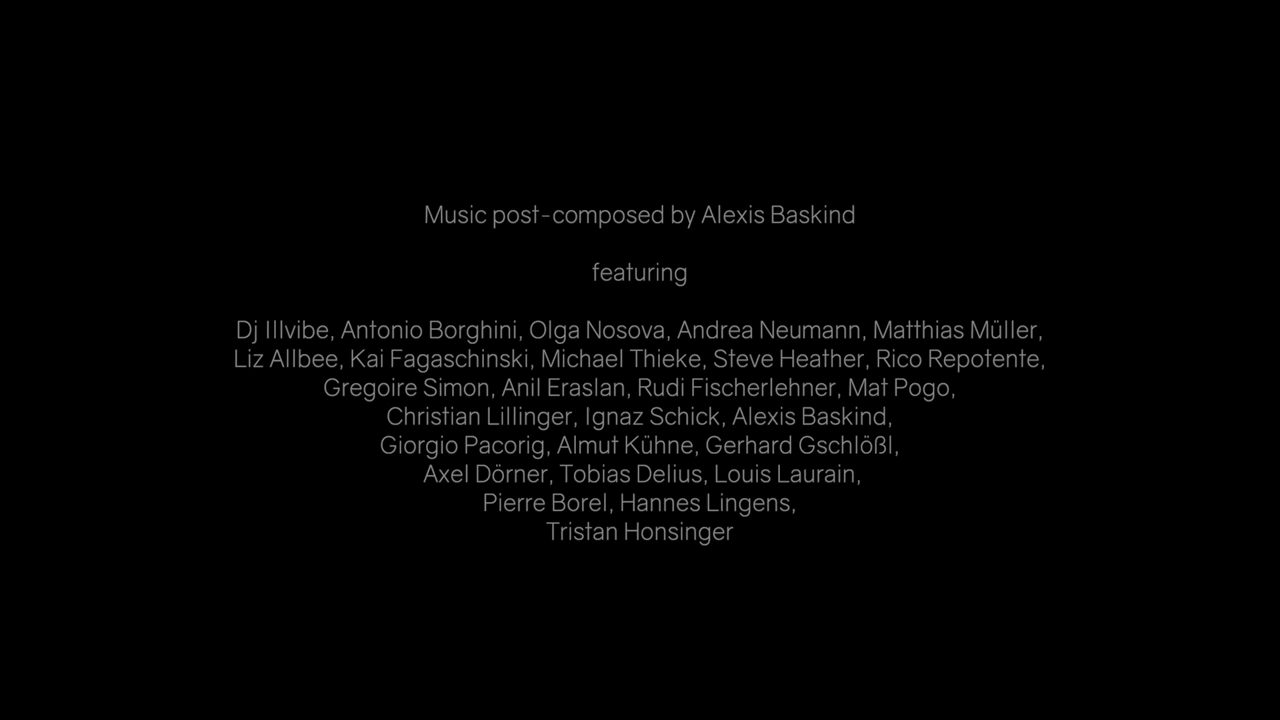 Music post-composed by Alexis Baskind
featuring
Dj Illvibe, Antonio Borghini, Olga Nosova, Andrea Neumann, Matthias Müller,
Liz Allbee, Kai Fagaschinski, Michael Thieke, Steve Heather, Rico Repotente,
Gregoire Simon, Anil Eraslan, Rudi Fischerlehner, Mat Pogo,
Christian Lillinger, Ignaz Schick, Alexis Baskind,
Giorgio Pacorig, Almut Kühne, Gerhard Gschlößl,
Axel Dörner, Tobias Delius, Louis Laurain,
Pierre Borel, Hannes Lingens,
Tristan Honsinger